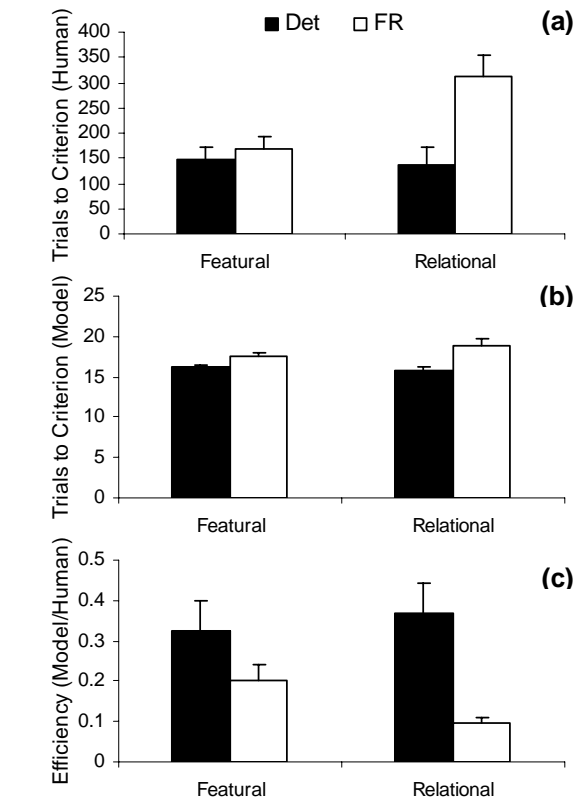 Det FR (a)
Trials to Criterion (Human)
400
350
300
250
200
150
100
50
0
Featural Relational
(b)
Trials to Criterion (Model)
25
20
15
10
5
0
Featural Relational
(c)
Efficiency (Model/Human)
0.5
0.4
0.3
0.2
0.1
0
Featural Relational